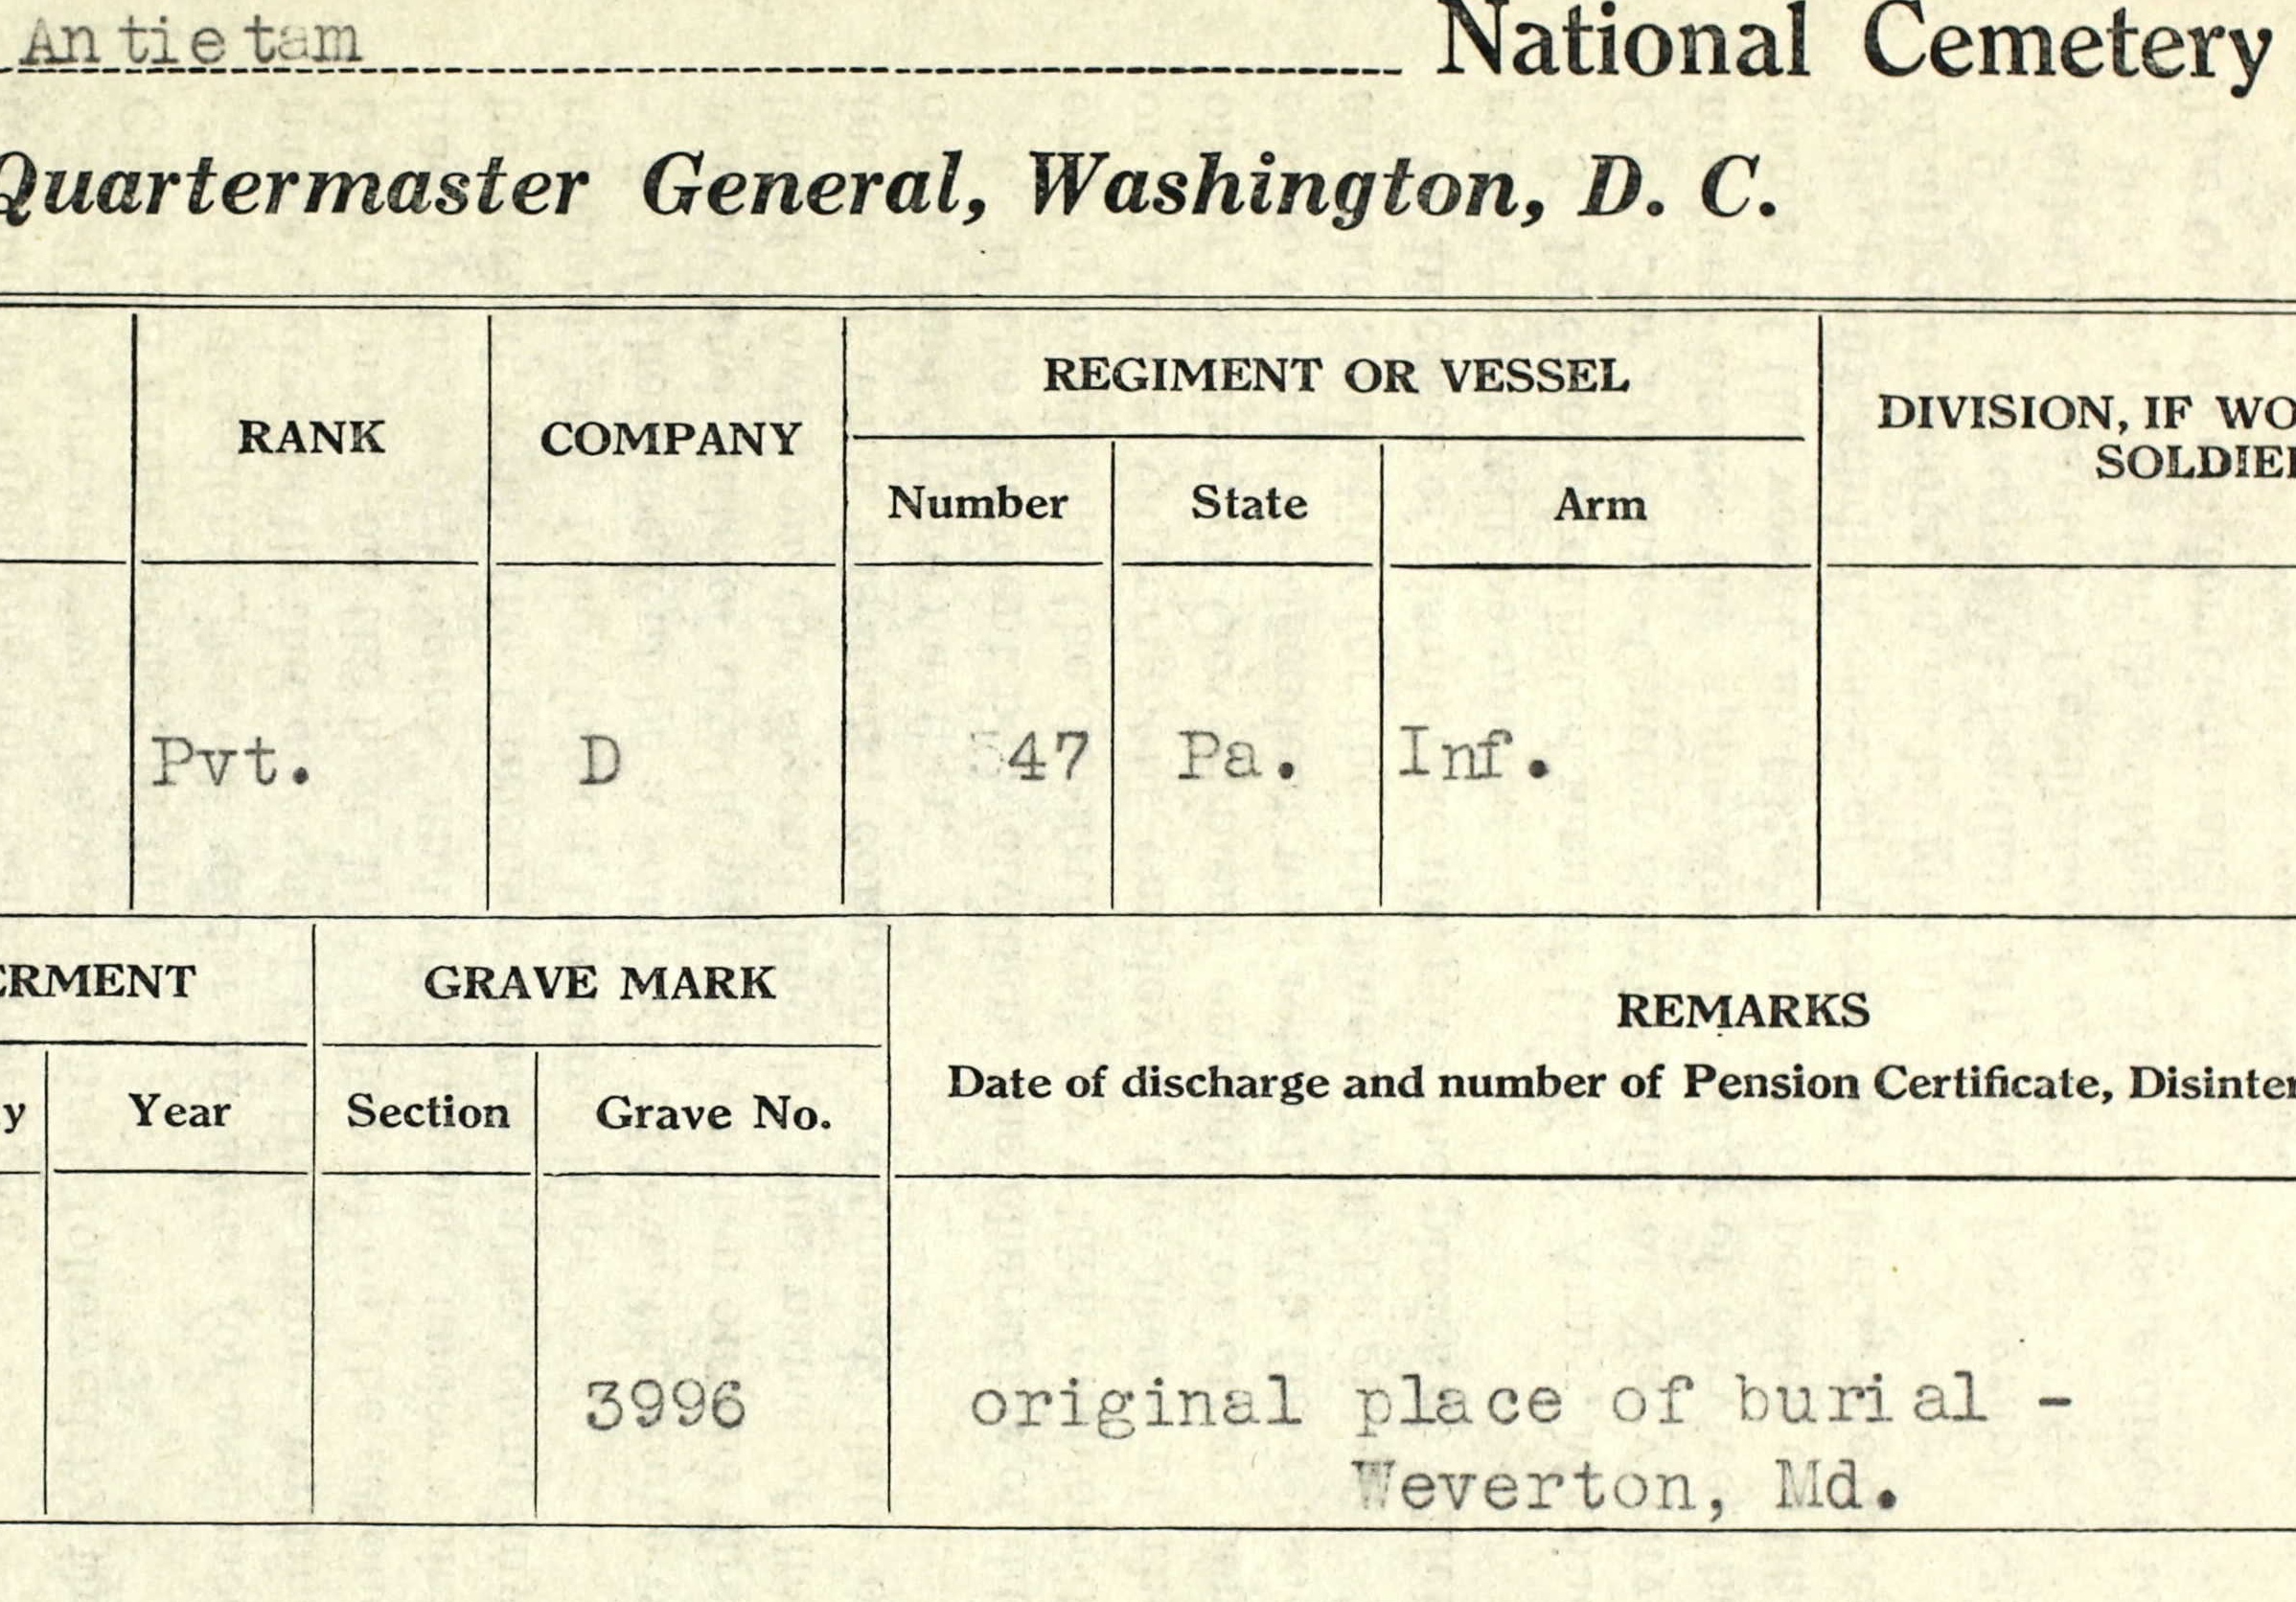 Antietam National Cemetery
Quartermaster General, Washington, D. C.
REGIMENT OR VESSEL
RANK COMPANY DIVISION, IF WO
SOLDIE
Number State Arm
Pvt. D 47 Pa. Inf.
ERMENT GRAVE MARK REMARKS
Date of discharge and number of Pension Certificate, Disinter
y Year Section Grave No.
3996 original place of burial -
Weverton, Md.